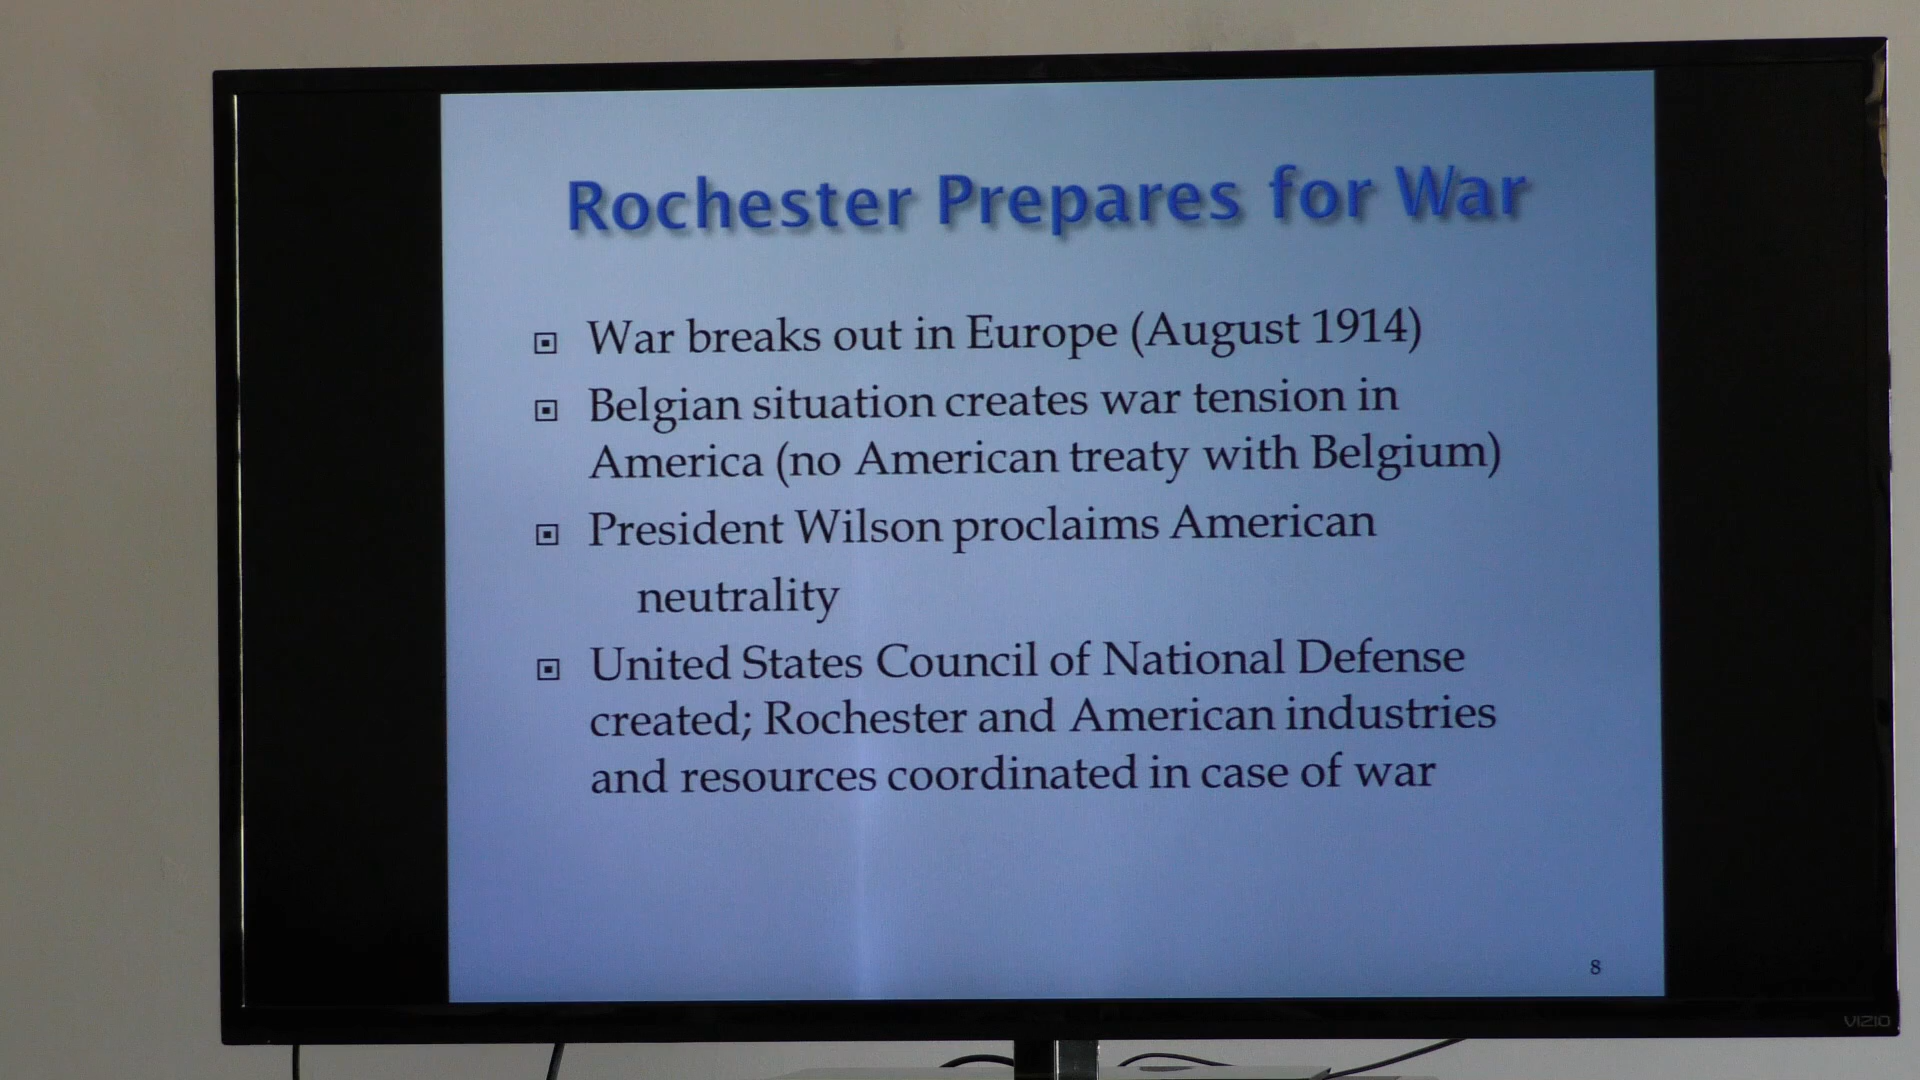 Rochester Prepares for War
War breaks out in Europe (August 1914)
Belgian situation creates war tension in
America (no American treaty with Belgium)
President Wilson proclaims American
neutrality
United States Council of National Defense
created; Rochester and American industries
and resources coordinated in case of war
8
VIZIO